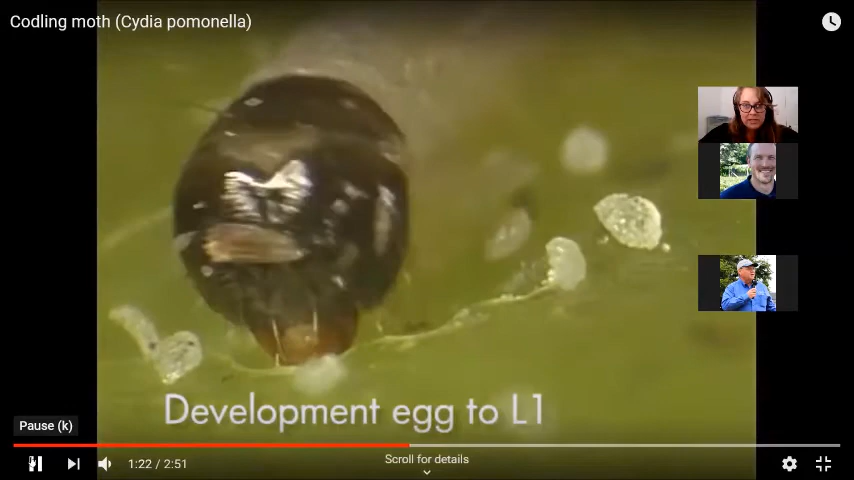 Codling moth (Cydia pomonella)
Development egg to L1
Pause (k)
1:22 / 2:51
Scroll for details